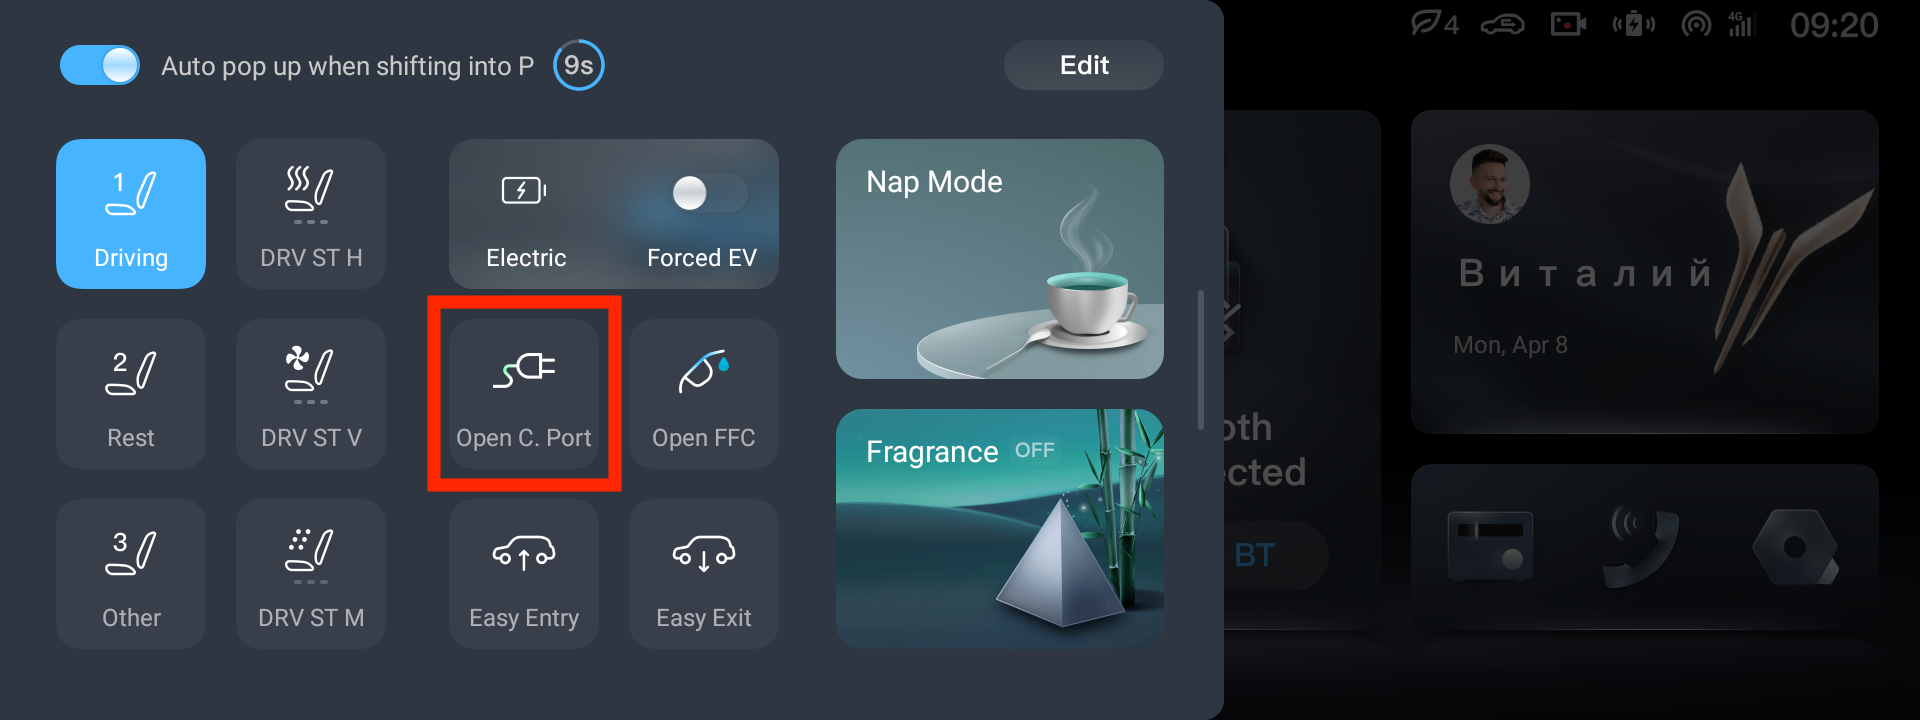 Auto pop up when shifting into P
9s
Edit
1
Driving
DRV ST H
Electric
Forced EV
2
Rest
DRV ST V
Open C. Port
Open FFC
3
Other
DRV ST M
Easy Entry
Easy Exit
Nap Mode
Fragrance OFF
4
4G
09:20
Виталий
Mon, Apr 8
oth
ected
BT